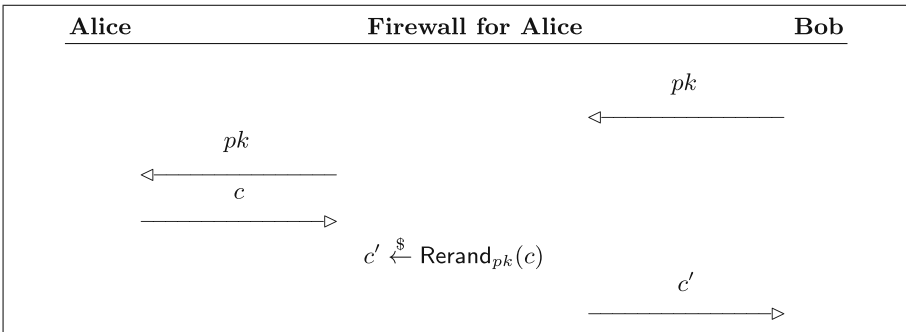 Alice Firewall for Alice Bob
pk
pk
c
c′ ←$ Rerand_pk(c)
c′